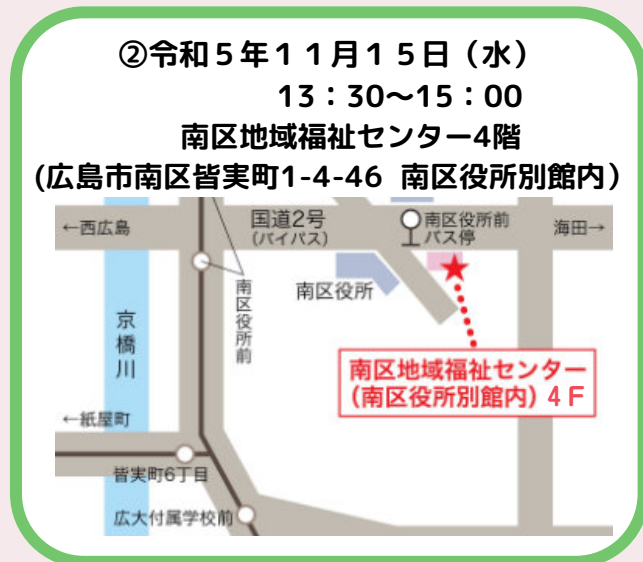 ②令和５年１１月１５日（水）
13：30～15：00
南区地域福祉センター4階
(広島市南区皆実町1-4-46 南区役所別館内）
←西広島
国道2号
(バイパス)
南区役所前
バス停
海田→
南区役所
南区役所前
京橋川
南区地域福祉センター
(南区役所別館内) 4Ｆ
←紙屋町
皆実町6丁目
広大付属学校前